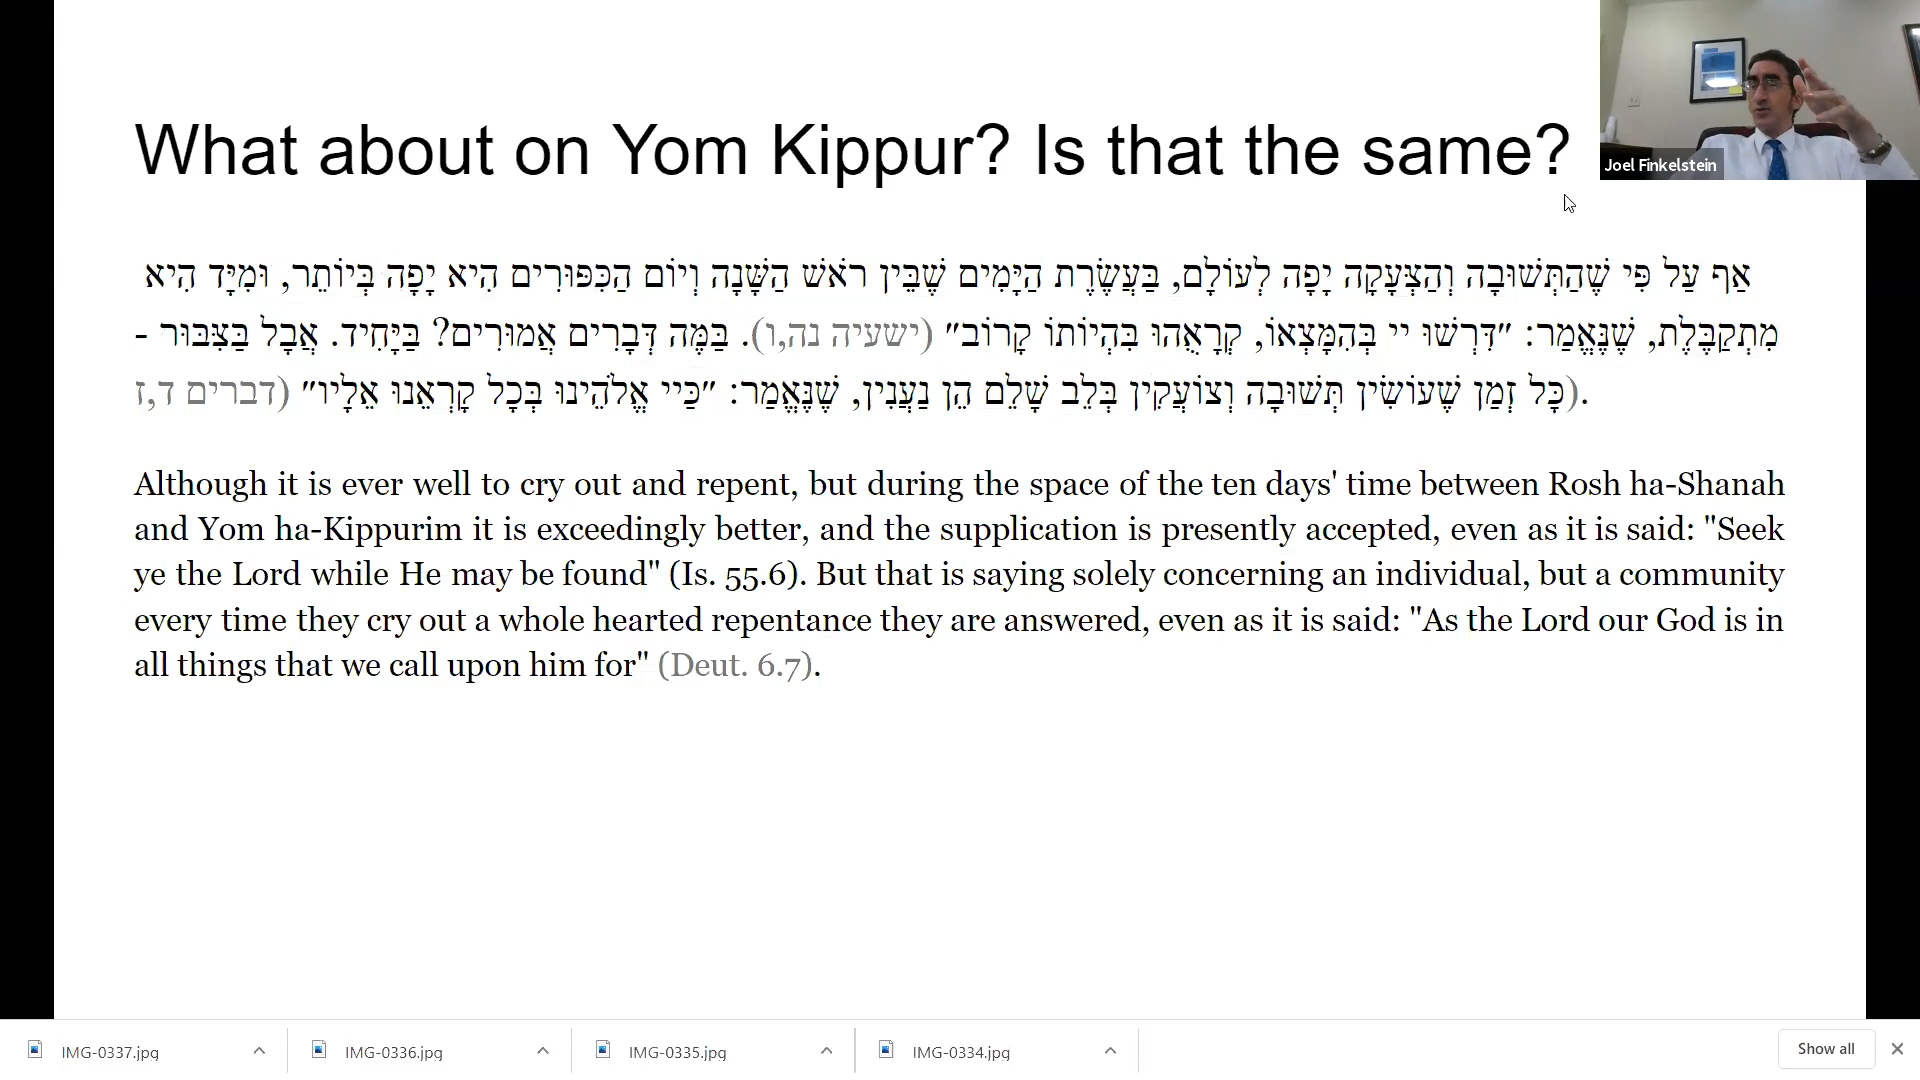 What about on Yom Kippur? Is that the same?
Joel Finkelstein
אַף עַל פִּי שֶׁהַתְּשׁוּבָה וְהַצְּעָקָה יָפָה לְעוֹלָם, בַּעֲשֶׂרֶת הַיָּמִים שֶׁבֵּין רֹאשׁ הַשָּׁנָה וְיוֹם הַכִּפּוּרִים הִיא יָפָה בְּיוֹתֵר, וּמִיָּד הִיא
מִתְקַבֶּלֶת, שֶׁנֶּאֱמַר: "דִּרְשׁוּ יי בְּהִמָּצְאוֹ, קְרָאֻהוּ בִּהְיוֹתוֹ קָרוֹב" (ישעיה נה,ו). בַּמֶּה דְּבָרִים אֲמוּרִים? בַּיָּחִיד. אֲבָל בַּצִּבּוּר -
כָּל זְמַן שֶׁעוֹשִׂין תְּשׁוּבָה וְצוֹעֲקִין בְּלֵב שָׁלֵם הֵן נַעֲנִין, שֶׁנֶּאֱמַר: "כַּיי אֱלֹהֵינוּ בְּכָל קָרְאֵנוּ אֵלָיו" (דברים ד,ז).
Although it is ever well to cry out and repent, but during the space of the ten days' time between Rosh ha-Shanah
and Yom ha-Kippurim it is exceedingly better, and the supplication is presently accepted, even as it is said: "Seek
ye the Lord while He may be found" (Is. 55.6). But that is saying solely concerning an individual, but a community
every time they cry out a whole hearted repentance they are answered, even as it is said: "As the Lord our God is in
all things that we call upon him for" (Deut. 6.7).
IMG-0337.jpg IMG-0336.jpg IMG-0335.jpg IMG-0334.jpg Show all